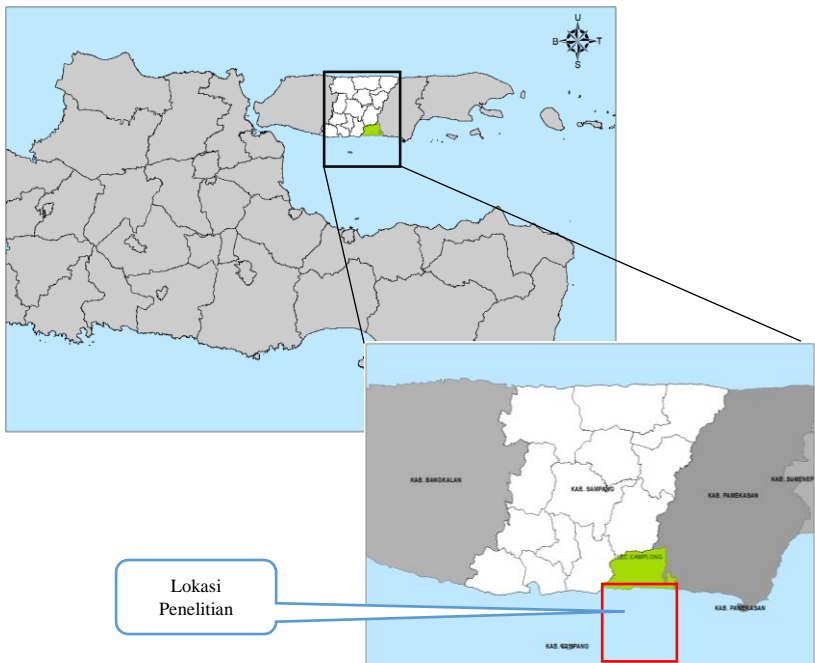 U
B T
S
KAB. BANGKALAN
KAB. SAMPANG
KAB. SUMENEP
KAB. PAMEKASAN
KEC CAMPLONG
Lokasi
Penelitian
KAB. PAMEKASAN
KAB. SAMPANG